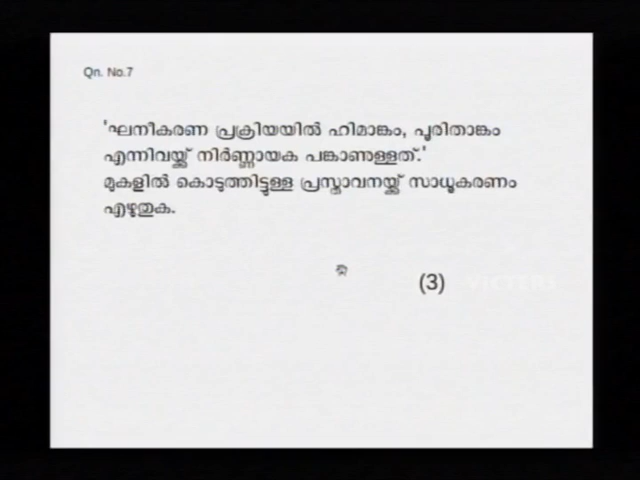 Qn. No.7
'ഘനീകരണ പ്രക്രിയയിൽ ഹിമാങ്കം, പൂരിതാങ്കം
എന്നിവയ്ക്ക് നിർണ്ണായക പങ്കാണുള്ളത്.'
മുകളിൽ കൊടുത്തിട്ടുള്ള പ്രസ്താവനയ്ക്ക് സാധൂകരണം
എഴുതുക.
(3)
VICTERS